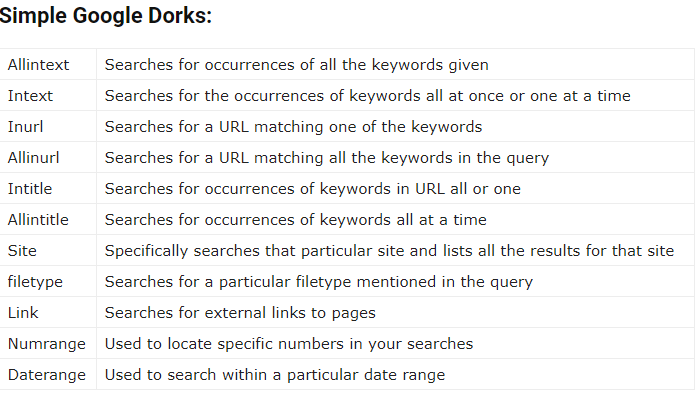 Simple Google Dorks:
Allintext Searches for occurrences of all the keywords given
Intext Searches for the occurrences of keywords all at once or one at a time
Inurl Searches for a URL matching one of the keywords
Allinurl Searches for a URL matching all the keywords in the query
Intitle Searches for occurrences of keywords in URL all or one
Allintitle Searches for occurrences of keywords all at a time
Site Specifically searches that particular site and lists all the results for that site
filetype Searches for a particular filetype mentioned in the query
Link Searches for external links to pages
Numrange Used to locate specific numbers in your searches
Daterange Used to search within a particular date range